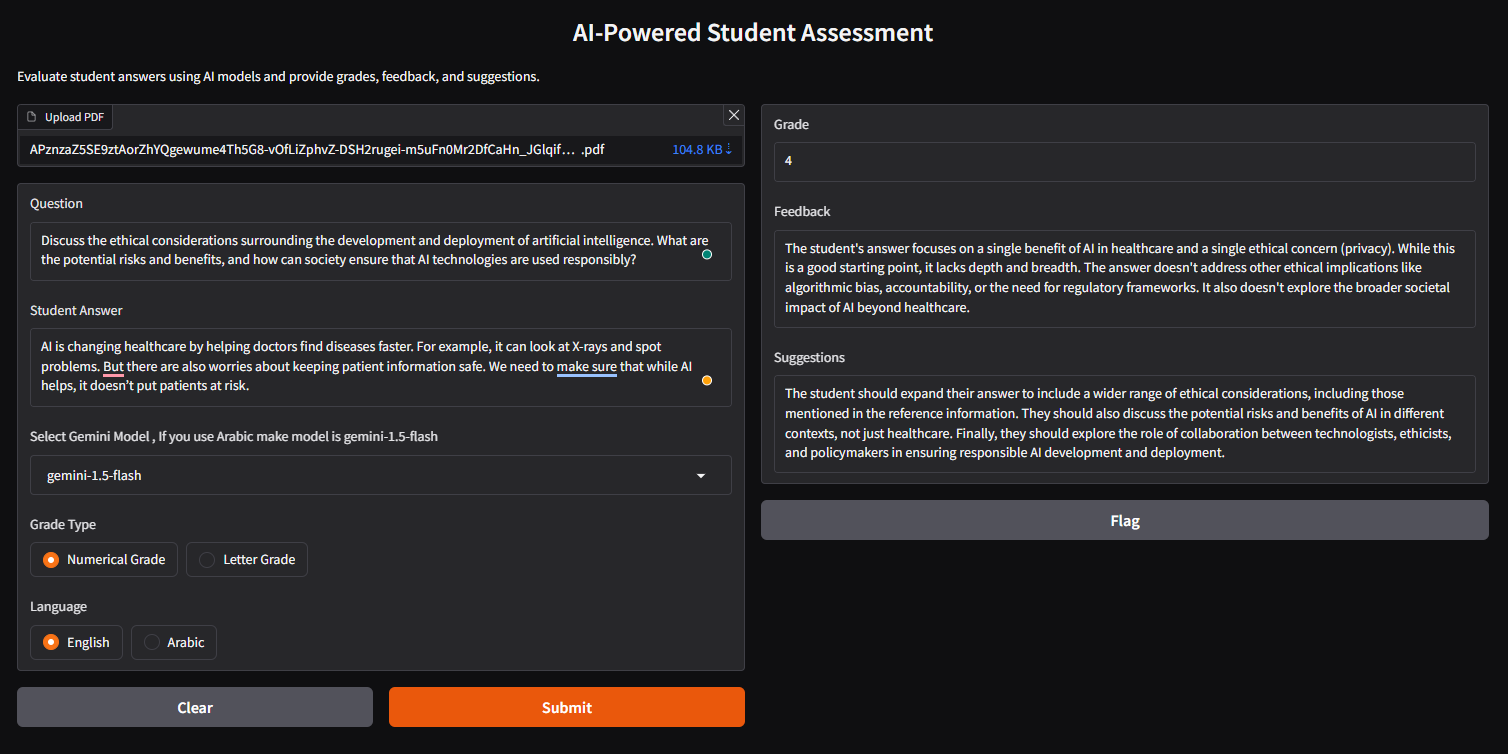 AI-Powered Student Assessment
Evaluate student answers using AI models and provide grades, feedback, and suggestions.
Upload PDF
APznzaZ5SE9ztAorZhYQgewume4Th5G8-vOfLiZphvZ-DSH2rugei-m5uFn0Mr2DfCaHn_JGlqif... .pdf
104.8 KB ⇣
Question
Discuss the ethical considerations surrounding the development and deployment of artificial intelligence. What are
the potential risks and benefits, and how can society ensure that AI technologies are used responsibly?
Student Answer
AI is changing healthcare by helping doctors find diseases faster. For example, it can look at X-rays and spot
problems. But there are also worries about keeping patient information safe. We need to make sure that while AI
helps, it doesn’t put patients at risk.
Select Gemini Model , If you use Arabic make model is gemini-1.5-flash
gemini-1.5-flash
Grade Type
Numerical Grade
Letter Grade
Language
English
Arabic
Clear
Submit
Grade
4
Feedback
The student's answer focuses on a single benefit of AI in healthcare and a single ethical concern (privacy). While this
is a good starting point, it lacks depth and breadth. The answer doesn't address other ethical implications like
algorithmic bias, accountability, or the need for regulatory frameworks. It also doesn't explore the broader societal
impact of AI beyond healthcare.
Suggestions
The student should expand their answer to include a wider range of ethical considerations, including those
mentioned in the reference information. They should also discuss the potential risks and benefits of AI in different
contexts, not just healthcare. Finally, they should explore the role of collaboration between technologists, ethicists,
and policymakers in ensuring responsible AI development and deployment.
Flag